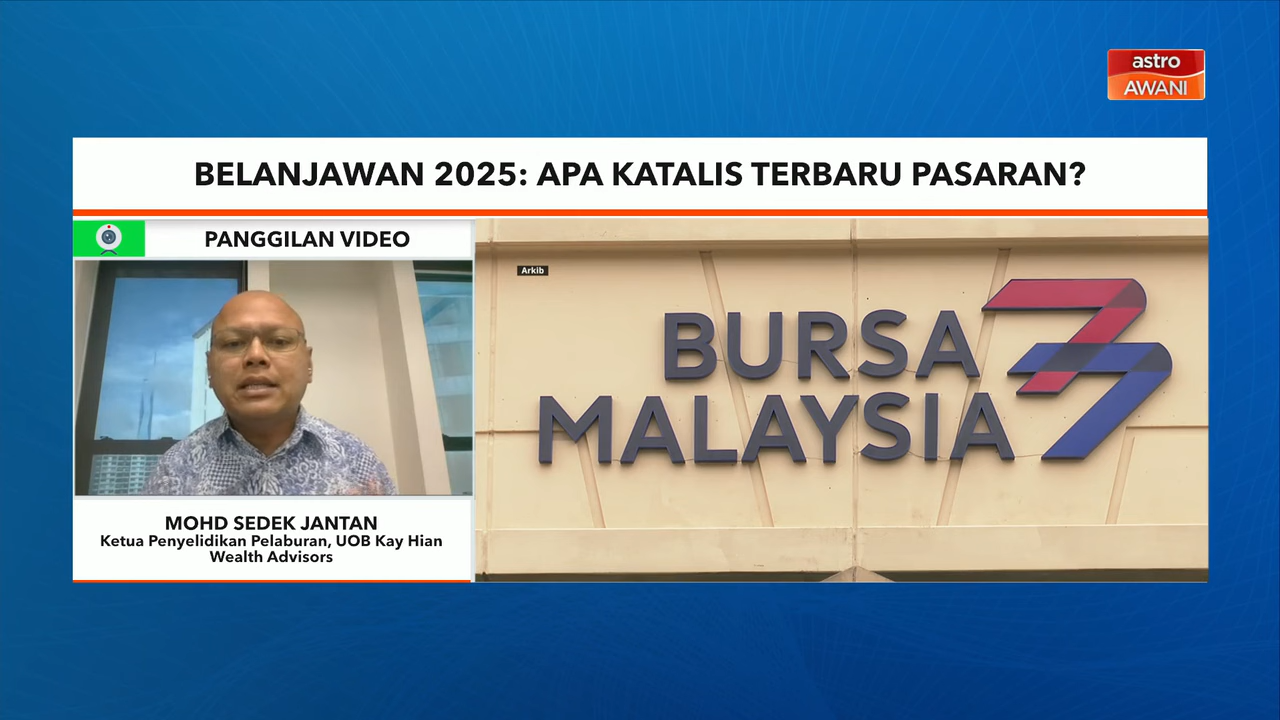 astro
AWANI
BELANJAWAN 2025: APA KATALIS TERBARU PASARAN?
PANGGILAN VIDEO
Arkib
BURSA
MALAYSIA
MOHD SEDEK JANTAN
Ketua Penyelidikan Pelaburan, UOB Kay Hian
Wealth Advisors